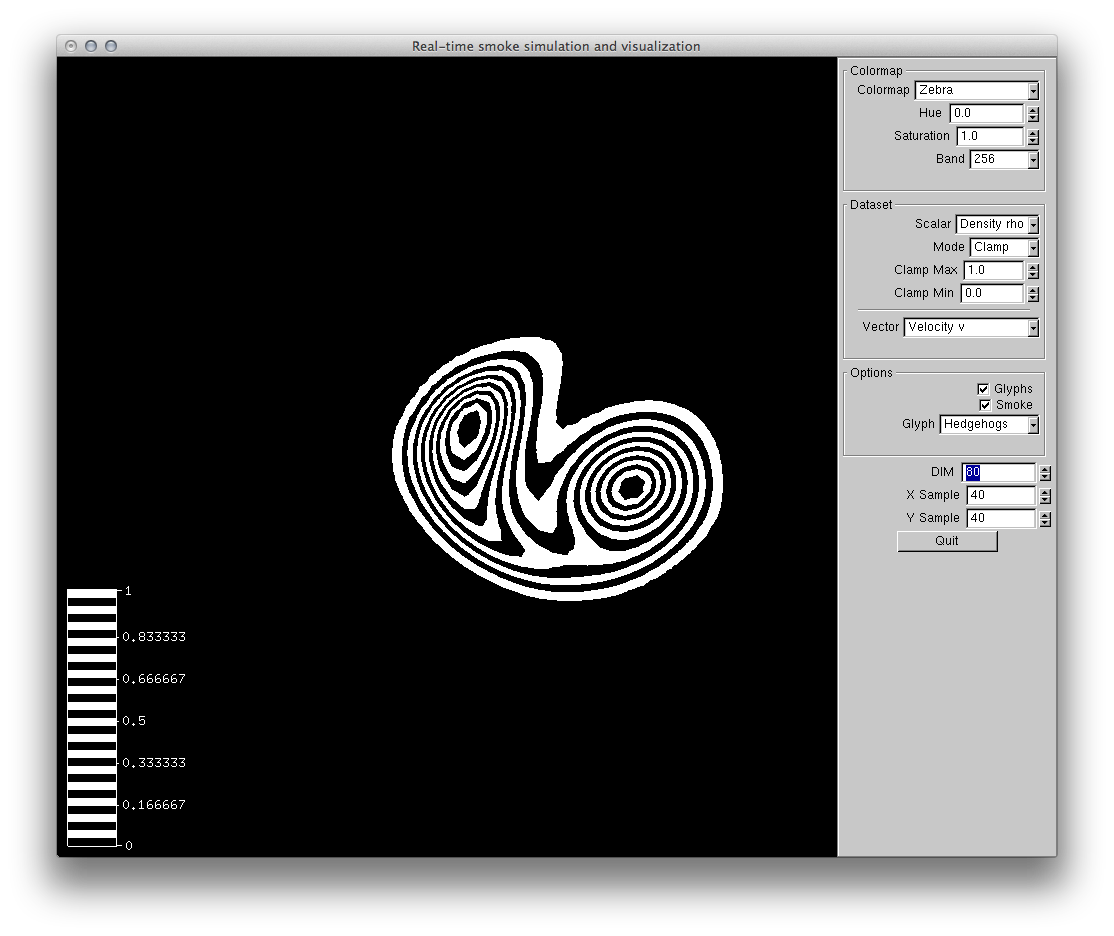 Real-time smoke simulation and visualization
Colormap
Colormap Zebra
Hue 0.0
Saturation 1.0
Band 256
Dataset
Scalar Density rho
Mode Clamp
Clamp Max 1.0
Clamp Min 0.0
Vector Velocity v
Options
Glyphs
Smoke
Glyph Hedgehogs
DIM 80
X Sample 40
Y Sample 40
Quit
1
0.833333
0.666667
0.5
0.333333
0.166667
0